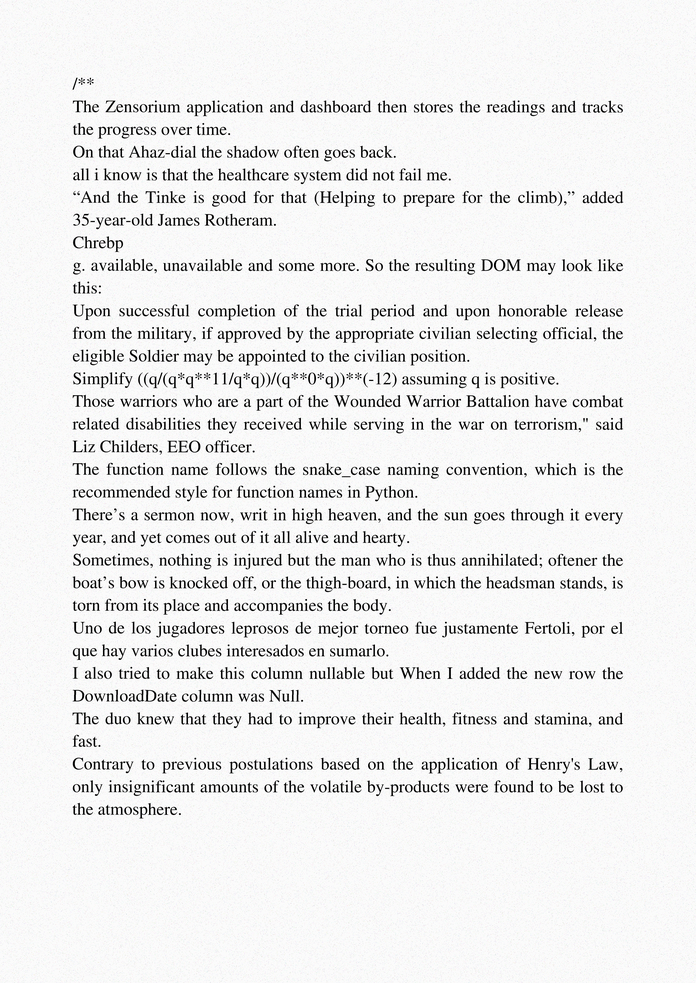 /**
The Zensorium application and dashboard then stores the readings and tracks
the progress over time.
On that Ahaz-dial the shadow often goes back.
all i know is that the healthcare system did not fail me.
“And the Tinke is good for that (Helping to prepare for the climb),” added
35-year-old James Rotheram.
Chrebp
g. available, unavailable and some more. So the resulting DOM may look like
this:
Upon successful completion of the trial period and upon honorable release
from the military, if approved by the appropriate civilian selecting official, the
eligible Soldier may be appointed to the civilian position.
Simplify ((q/(q*q**11/q*q))/(q**0*q))**(-12) assuming q is positive.
Those warriors who are a part of the Wounded Warrior Battalion have combat
related disabilities they received while serving in the war on terrorism," said
Liz Childers, EEO officer.
The function name follows the snake_case naming convention, which is the
recommended style for function names in Python.
There’s a sermon now, writ in high heaven, and the sun goes through it every
year, and yet comes out of it all alive and hearty.
Sometimes, nothing is injured but the man who is thus annihilated; oftener the
boat’s bow is knocked off, or the thigh-board, in which the headsman stands, is
torn from its place and accompanies the body.
Uno de los jugadores leprosos de mejor torneo fue justamente Fertoli, por el
que hay varios clubes interesados en sumarlo.
I also tried to make this column nullable but When I added the new row the
DownloadDate column was Null.
The duo knew that they had to improve their health, fitness and stamina, and
fast.
Contrary to previous postulations based on the application of Henry's Law,
only insignificant amounts of the volatile by-products were found to be lost to
the atmosphere.